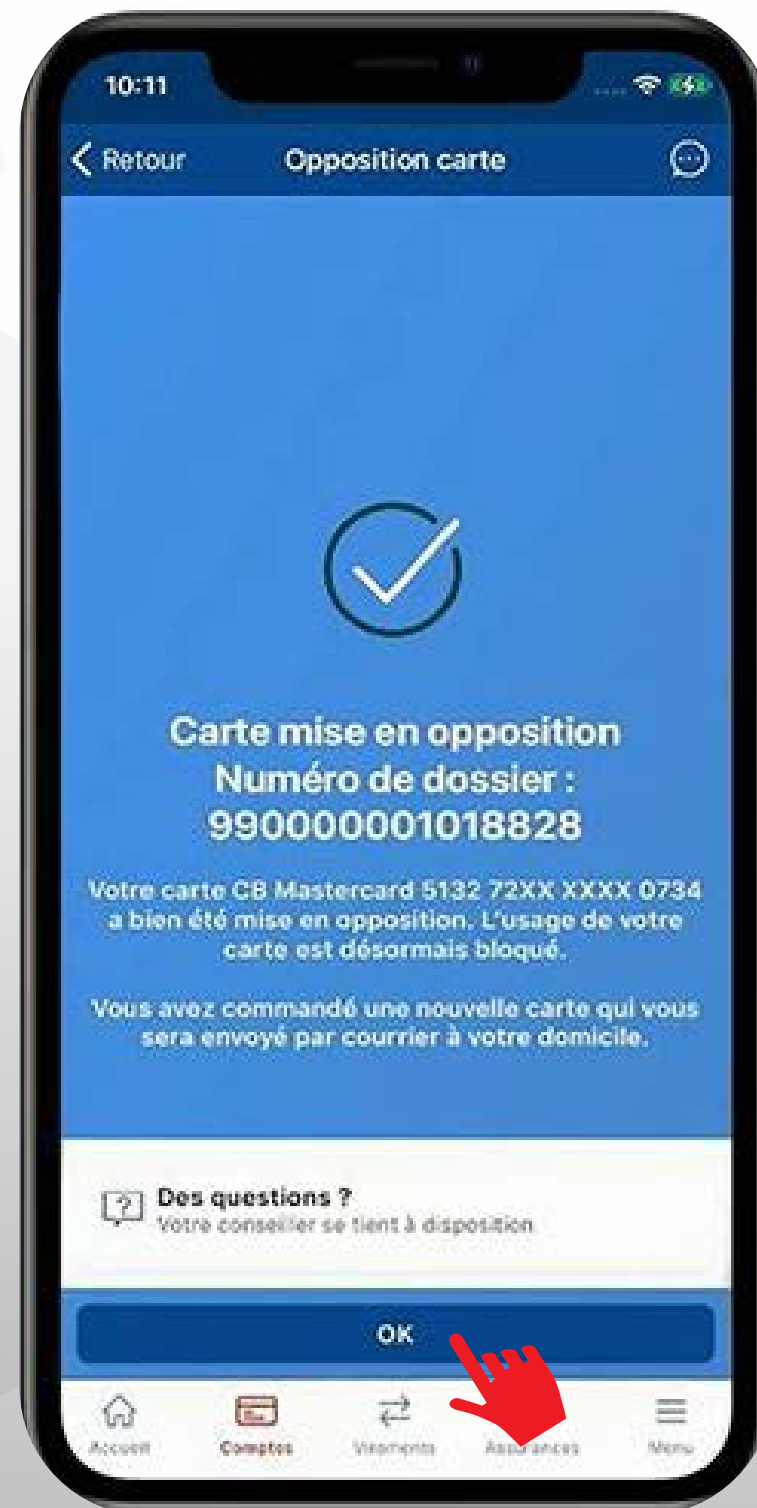 10:11
Retour
Opposition carte
Carte mise en opposition
Numéro de dossier :
990000001018828
Votre carte CB Mastercard 5132 72XX XXXX 0734
a bien été mise en opposition. L'usage de votre
carte est désormais bloqué.
Vous avez commandé une nouvelle carte qui vous
sera envoyé par courrier à votre domicile.
Des questions ?
Votre conseiller se tient à disposition
OK
Accueil
Comptes
Virements
Assurances
Menu